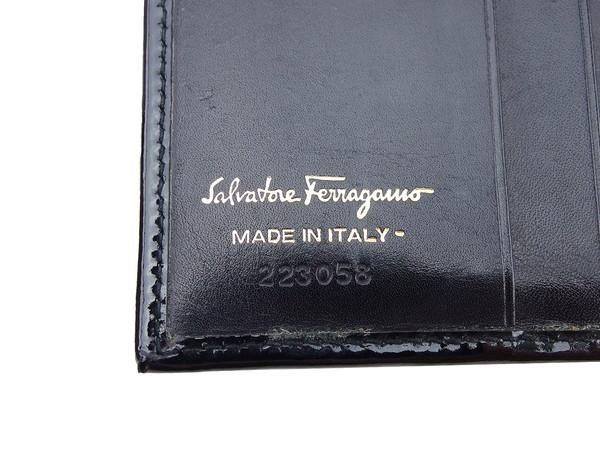 Salvatore Ferragamo
MADE IN ITALY-
223058